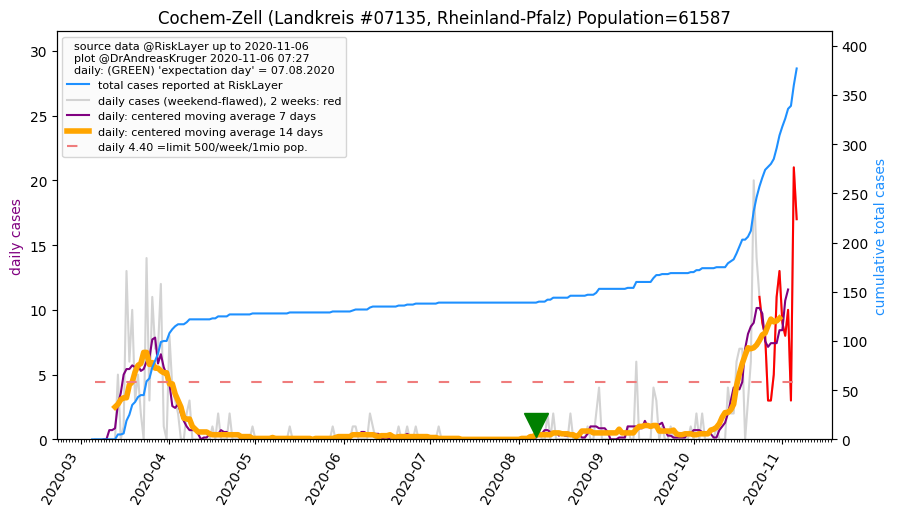 Cochem-Zell (Landkreis #07135, Rheinland-Pfalz) Population=61587
source data @RiskLayer up to 2020-11-06
plot @DrAndreasKruger 2020-11-06 07:27
daily: (GREEN) 'expectation day' = 07.08.2020
total cases reported at RiskLayer
daily cases (weekend-flawed), 2 weeks: red
daily: centered moving average 7 days
daily: centered moving average 14 days
daily 4.40 =limit 500/week/1mio pop.
daily cases
30
25
20
15
10
5
0
cumulative total cases
400
350
300
250
200
150
100
50
0
2020-03
2020-04
2020-05
2020-06
2020-07
2020-08
2020-09
2020-10
2020-11